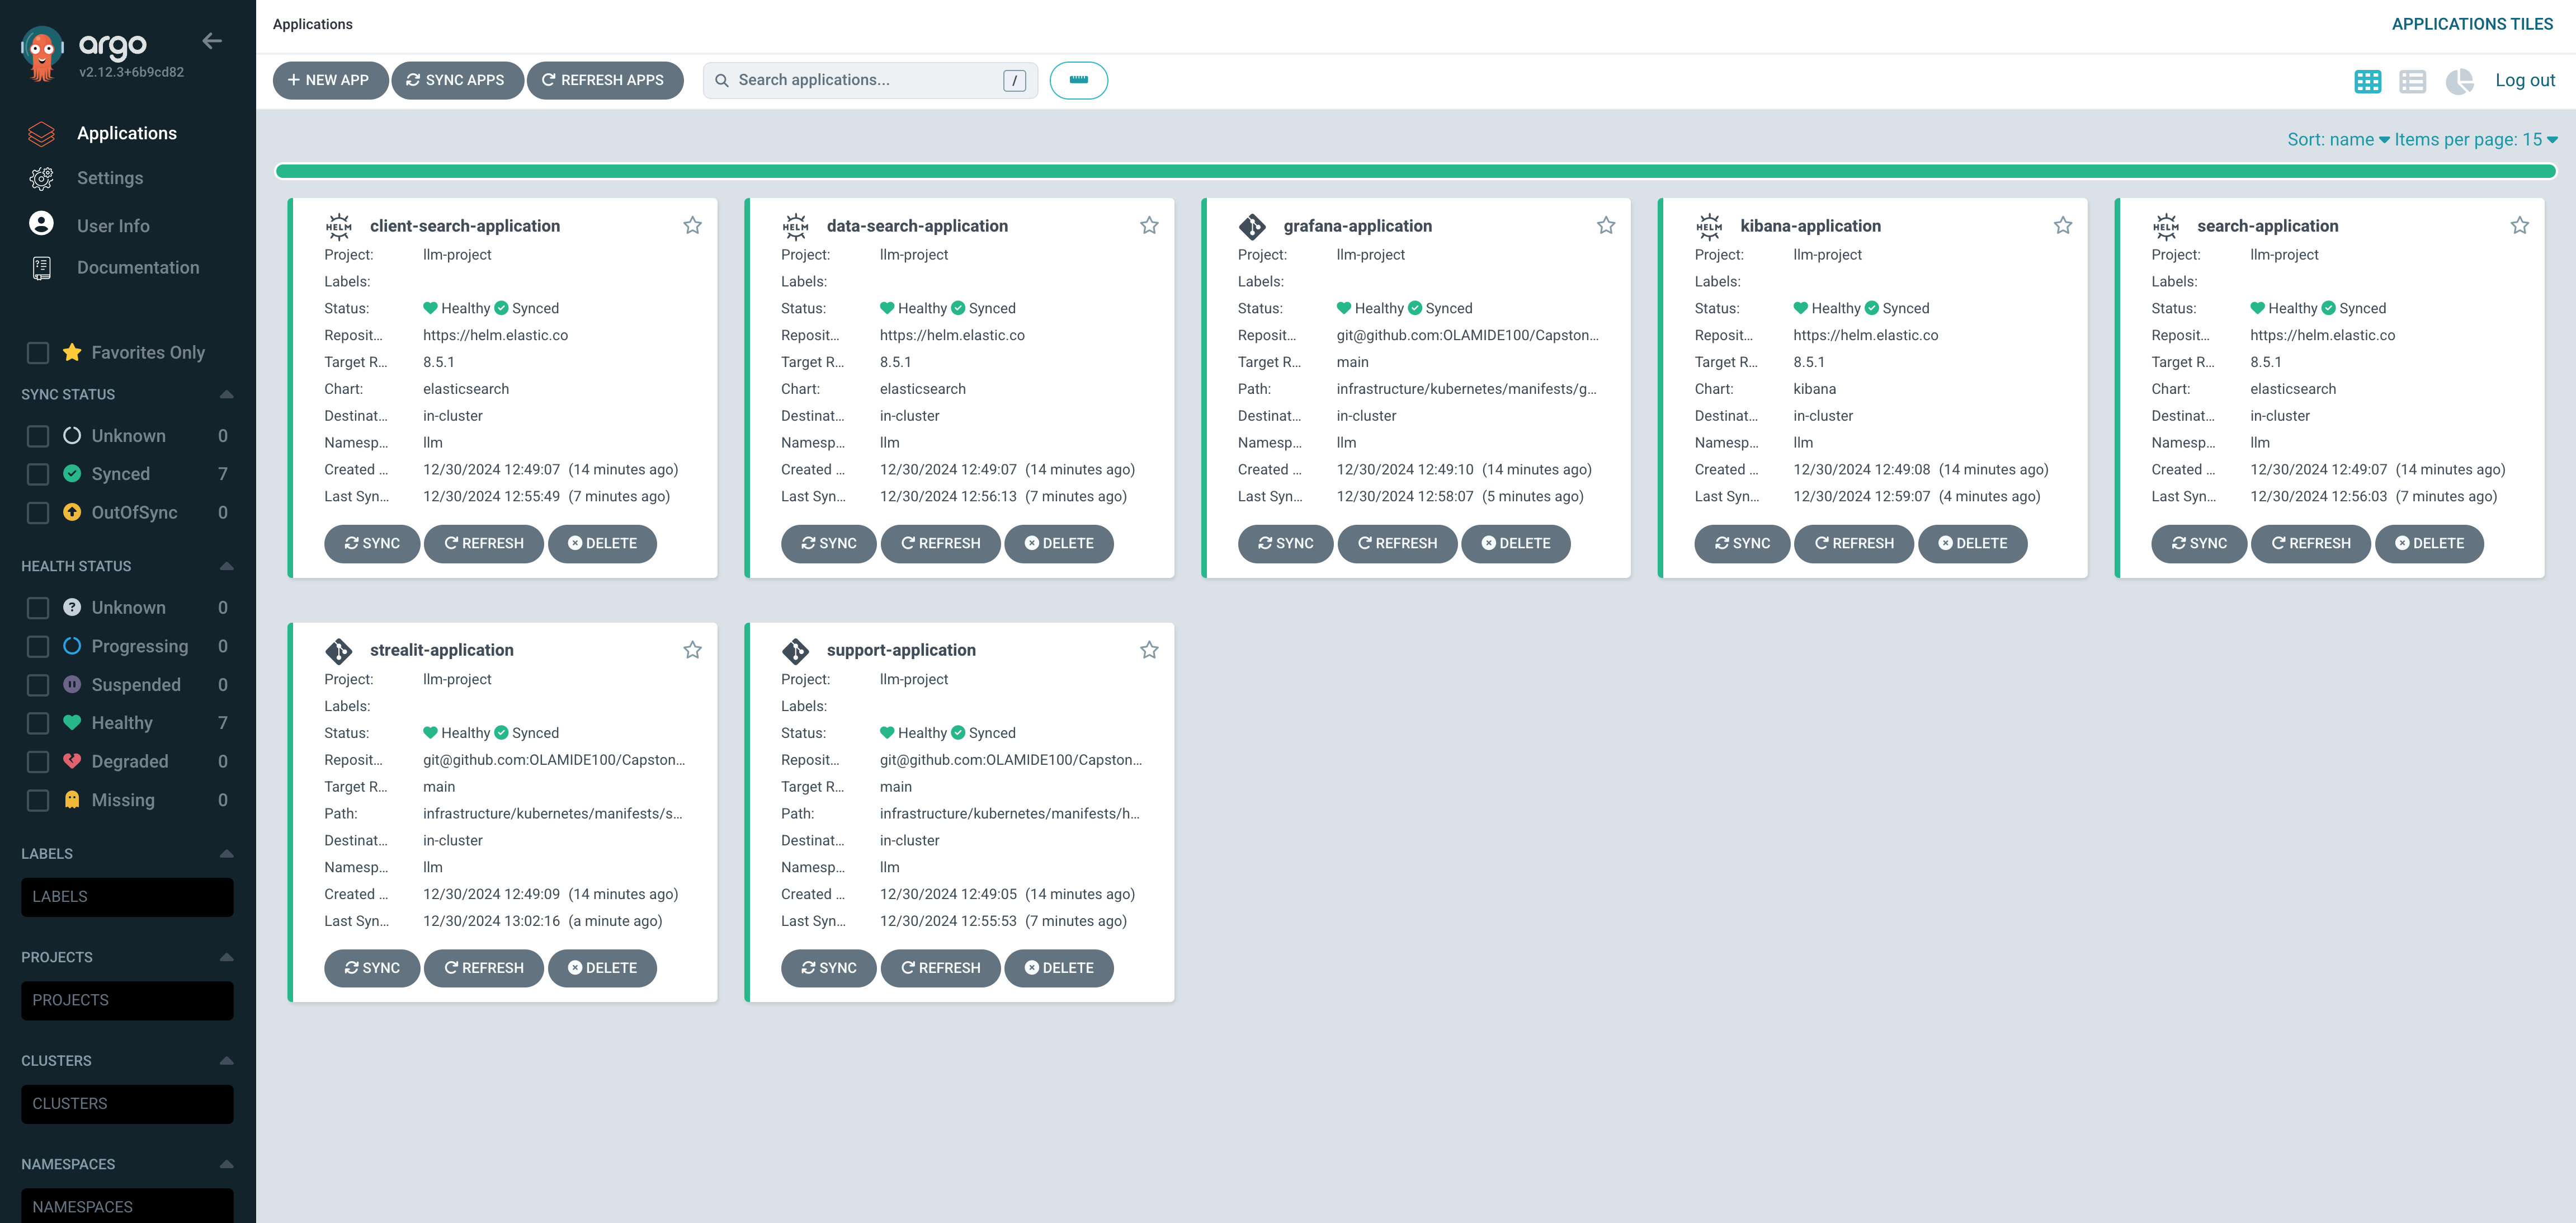 argo
v2.12.3+6b9cd82
Applications
Settings
User Info
Documentation
Favorites Only
SYNC STATUS
Unknown 0
Synced 7
OutOfSync 0
HEALTH STATUS
Unknown 0
Progressing 0
Suspended 0
Healthy 7
Degraded 0
Missing 0
LABELS
LABELS
PROJECTS
PROJECTS
CLUSTERS
CLUSTERS
NAMESPACES
NAMESPACES
Applications
APPLICATIONS TILES
NEW APP SYNC APPS REFRESH APPS Search applications... / Log out
Sort: name Items per page: 15
HELM client-search-application
Project: llm-project
Labels:
Status: Healthy Synced
Reposit... https://helm.elastic.co
Target R... 8.5.1
Chart: elasticsearch
Destinat... in-cluster
Namesp... llm
Created ... 12/30/2024 12:49:07 (14 minutes ago)
Last Syn... 12/30/2024 12:55:49 (7 minutes ago)
SYNC REFRESH DELETE
HELM data-search-application
Project: llm-project
Labels:
Status: Healthy Synced
Reposit... https://helm.elastic.co
Target R... 8.5.1
Chart: elasticsearch
Destinat... in-cluster
Namesp... llm
Created ... 12/30/2024 12:49:07 (14 minutes ago)
Last Syn... 12/30/2024 12:56:13 (7 minutes ago)
SYNC REFRESH DELETE
grafana-application
Project: llm-project
Labels:
Status: Healthy Synced
Reposit... git@github.com:OLAMIDE100/Capston...
Target R... main
Path: infrastructure/kubernetes/manifests/g...
Destinat... in-cluster
Namesp... llm
Created ... 12/30/2024 12:49:10 (14 minutes ago)
Last Syn... 12/30/2024 12:58:07 (5 minutes ago)
SYNC REFRESH DELETE
HELM kibana-application
Project: llm-project
Labels:
Status: Healthy Synced
Reposit... https://helm.elastic.co
Target R... 8.5.1
Chart: kibana
Destinat... in-cluster
Namesp... llm
Created ... 12/30/2024 12:49:08 (14 minutes ago)
Last Syn... 12/30/2024 12:59:07 (4 minutes ago)
SYNC REFRESH DELETE
HELM search-application
Project: llm-project
Labels:
Status: Healthy Synced
Reposit... https://helm.elastic.co
Target R... 8.5.1
Chart: elasticsearch
Destinat... in-cluster
Namesp... llm
Created ... 12/30/2024 12:49:07 (14 minutes ago)
Last Syn... 12/30/2024 12:56:03 (7 minutes ago)
SYNC REFRESH DELETE
strealit-application
Project: llm-project
Labels:
Status: Healthy Synced
Reposit... git@github.com:OLAMIDE100/Capston...
Target R... main
Path: infrastructure/kubernetes/manifests/s...
Destinat... in-cluster
Namesp... llm
Created ... 12/30/2024 12:49:09 (14 minutes ago)
Last Syn... 12/30/2024 13:02:16 (a minute ago)
SYNC REFRESH DELETE
support-application
Project: llm-project
Labels:
Status: Healthy Synced
Reposit... git@github.com:OLAMIDE100/Capston...
Target R... main
Path: infrastructure/kubernetes/manifests/h...
Destinat... in-cluster
Namesp... llm
Created ... 12/30/2024 12:49:05 (14 minutes ago)
Last Syn... 12/30/2024 12:55:53 (7 minutes ago)
SYNC REFRESH DELETE